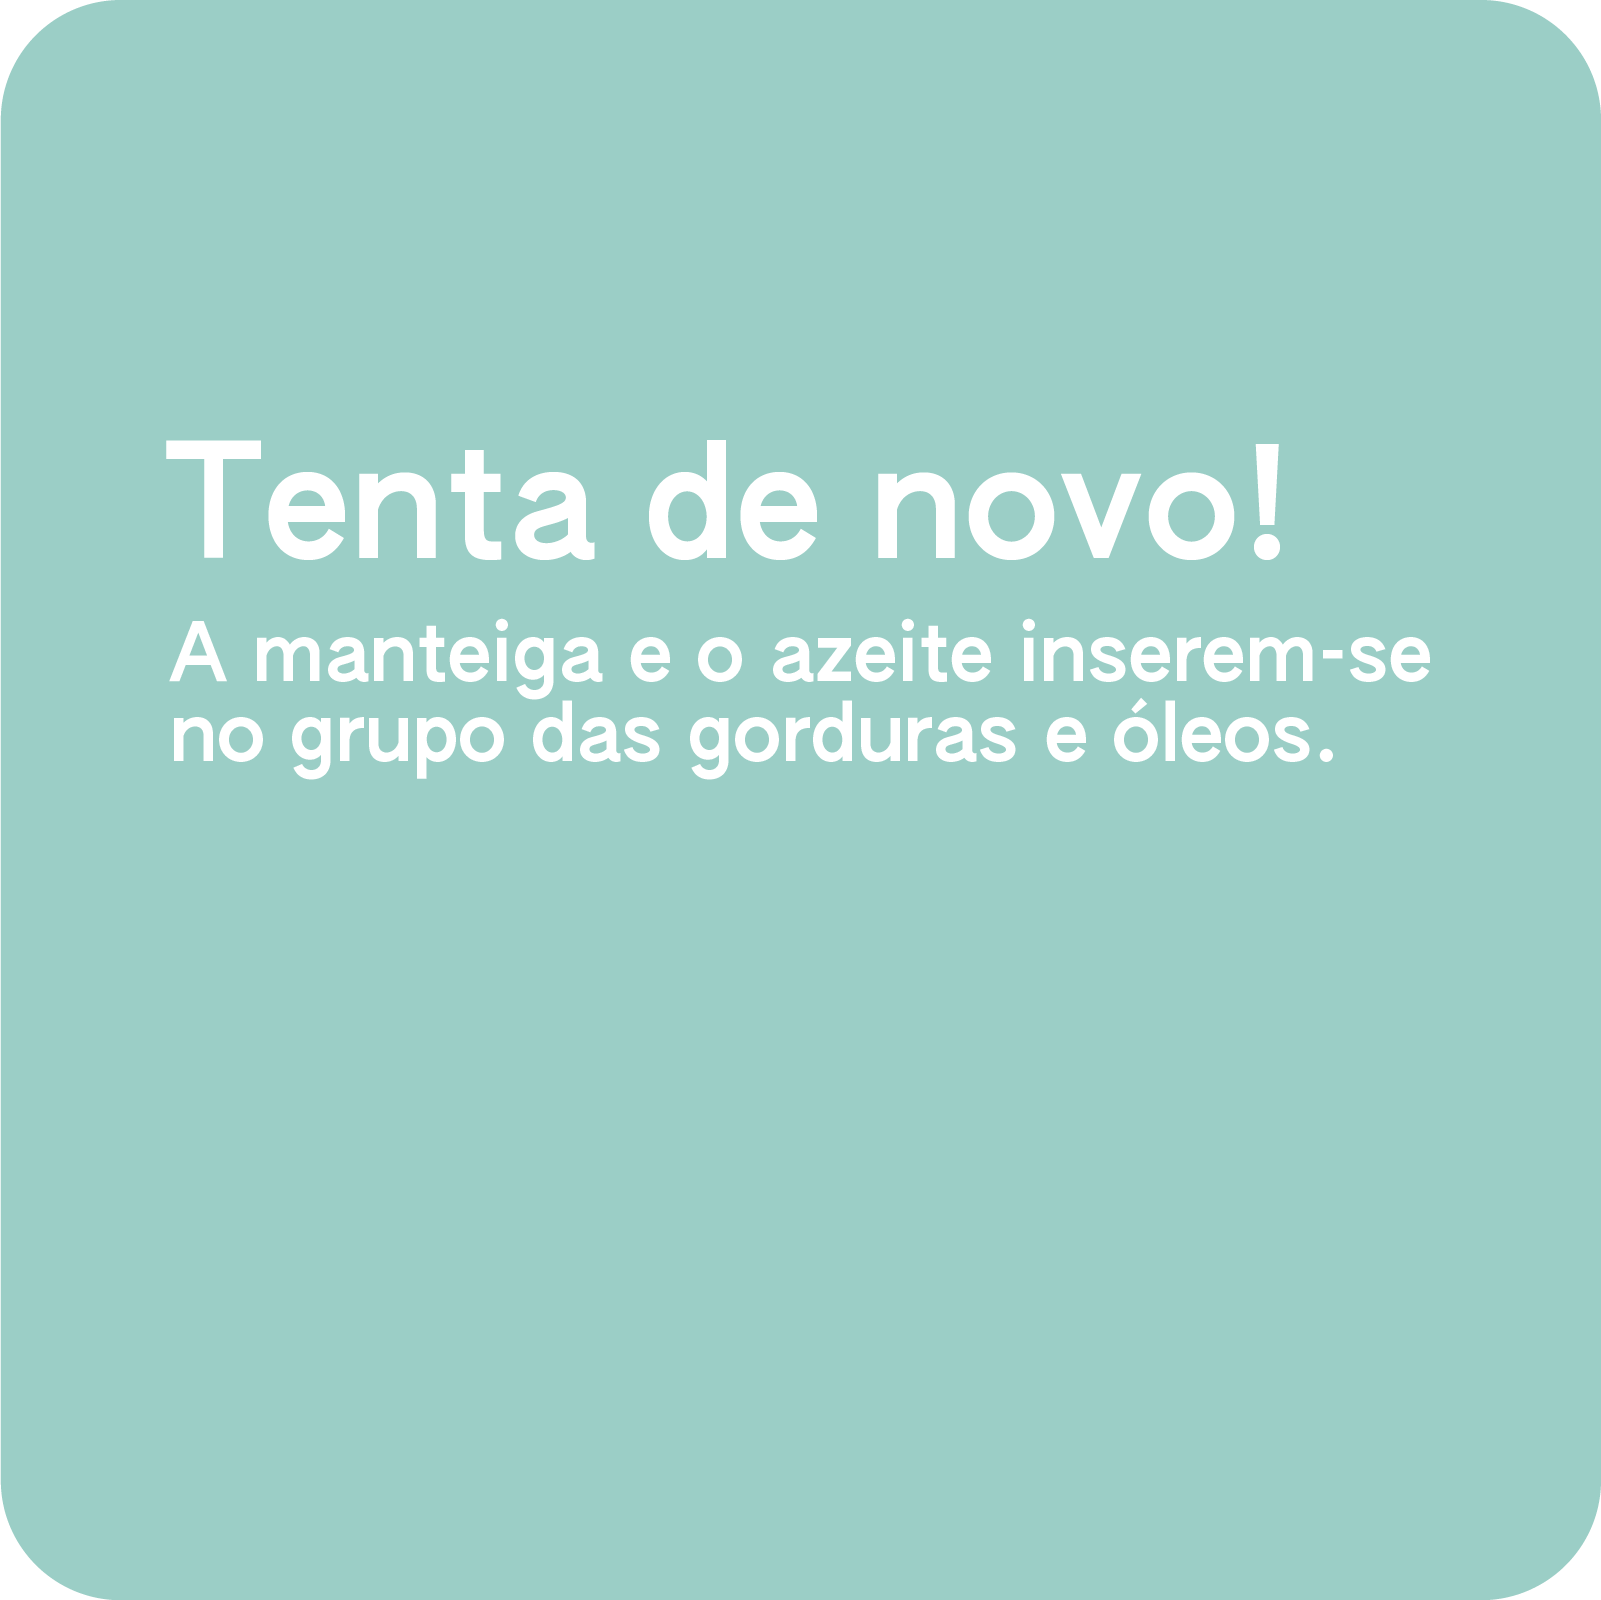 Tenta de novo!
A manteiga e o azeite inserem-se
no grupo das gorduras e óleos.